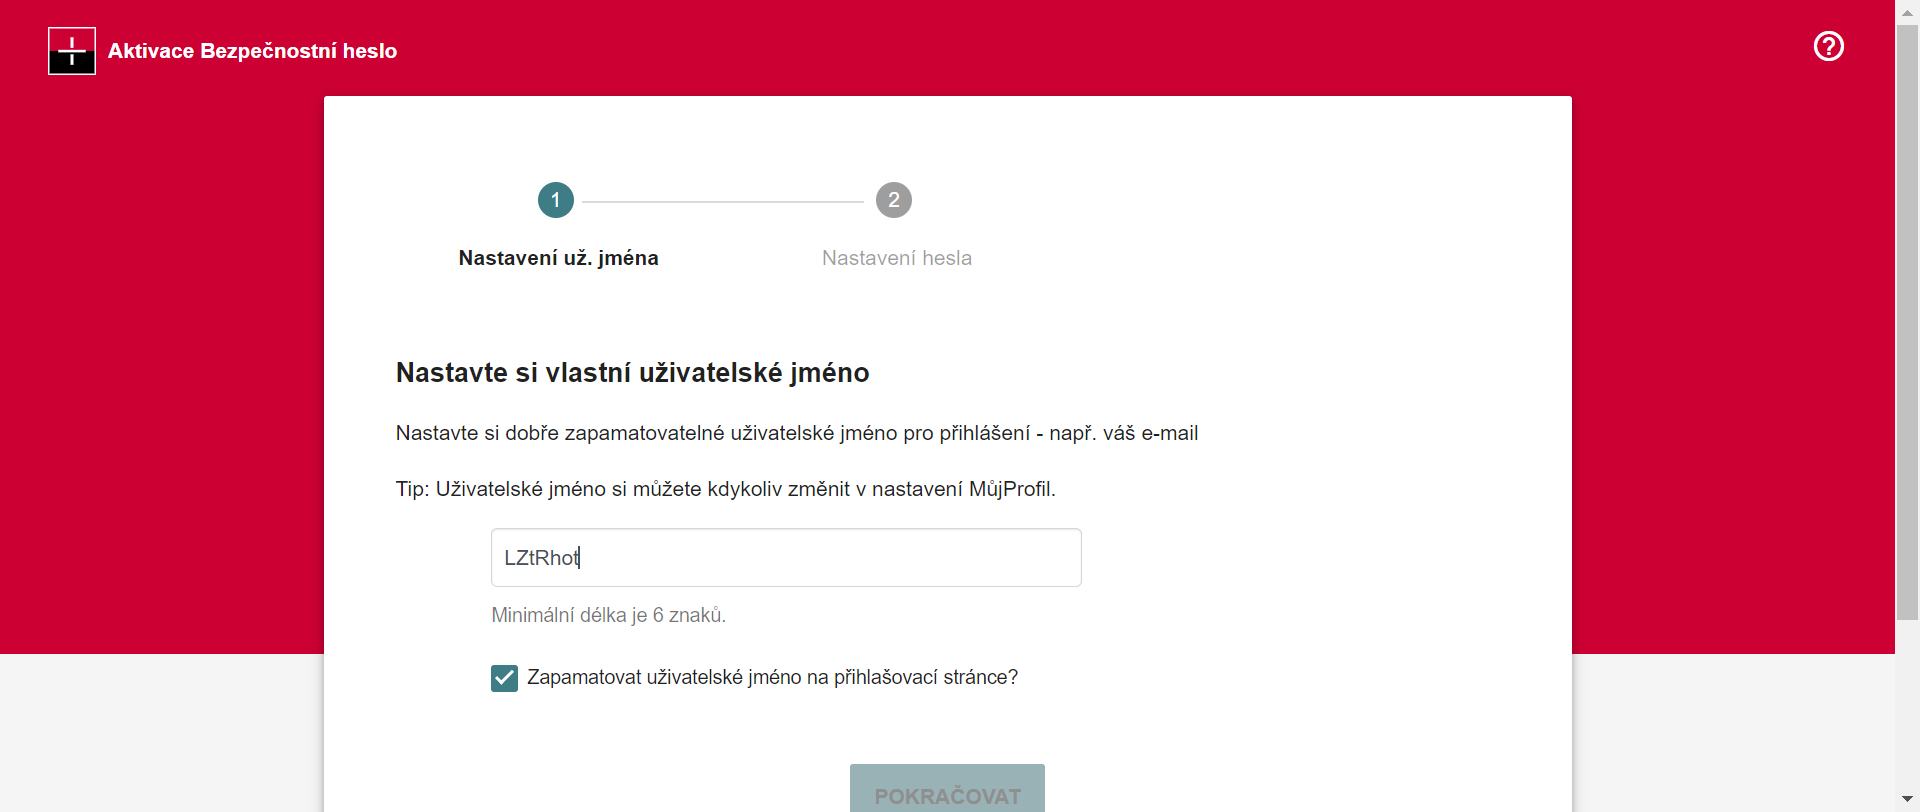 Aktivace Bezpečnostní heslo
1
2
Nastavení už. jména
Nastavení hesla
Nastavte si vlastní uživatelské jméno
Nastavte si dobře zapamatovatelné uživatelské jméno pro přihlášení - např. váš e-mail
Tip: Uživatelské jméno si můžete kdykoliv změnit v nastavení MůjProfil.
LZtRhot
Minimální délka je 6 znaků.
Zapamatovat uživatelské jméno na přihlašovací stránce?
POKRAČOVAT